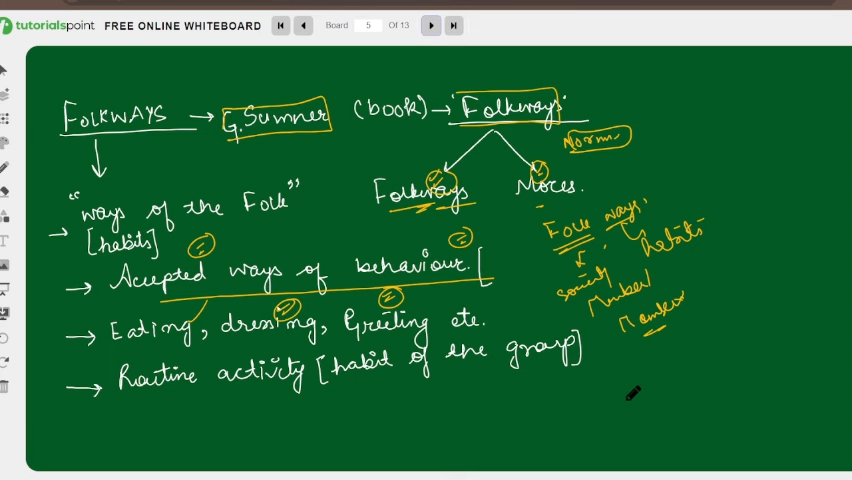 tutorialspoint FREE ONLINE WHITEBOARD Board 5 Of 13
FOLKWAYS → G. Sumner (book) → 'Folkways'
Norms
Folkways Mores.
"ways of the Folk"
→ [habits]
Folk ways.
habits
society
Member
Member
→ Accepted ways of behaviour. [
→ Eating, dressing, Greeting etc.
→ Routine activity [habit of the group]